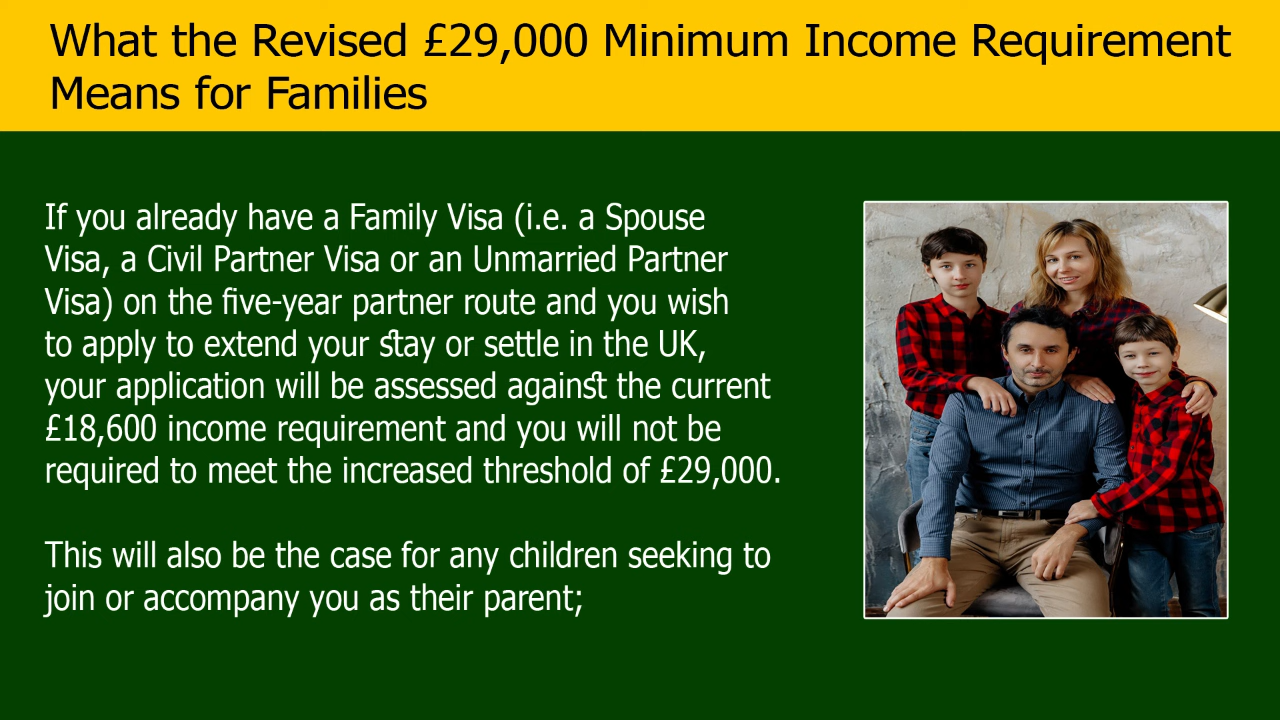 What the Revised £29,000 Minimum Income Requirement
Means for Families
If you already have a Family Visa (i.e. a Spouse
Visa, a Civil Partner Visa or an Unmarried Partner
Visa) on the five-year partner route and you wish
to apply to extend your stay or settle in the UK,
your application will be assessed against the current
£18,600 income requirement and you will not be
required to meet the increased threshold of £29,000.
This will also be the case for any children seeking to
join or accompany you as their parent;